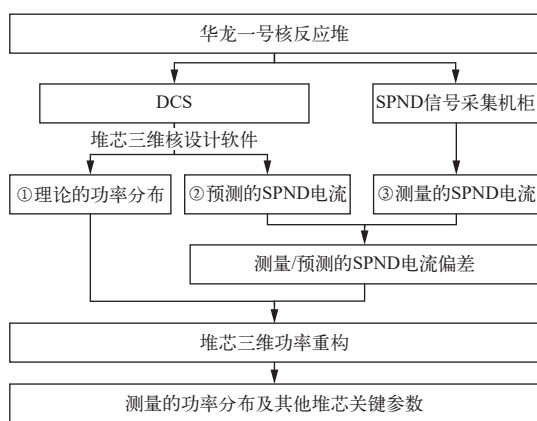 华龙一号核反应堆
DCS
SPND信号采集机柜
堆芯三维核设计软件
①理论的功率分布
②预测的SPND电流
③测量的SPND电流
测量/预测的SPND电流偏差
堆芯三维功率重构
测量的功率分布及其他堆芯关键参数